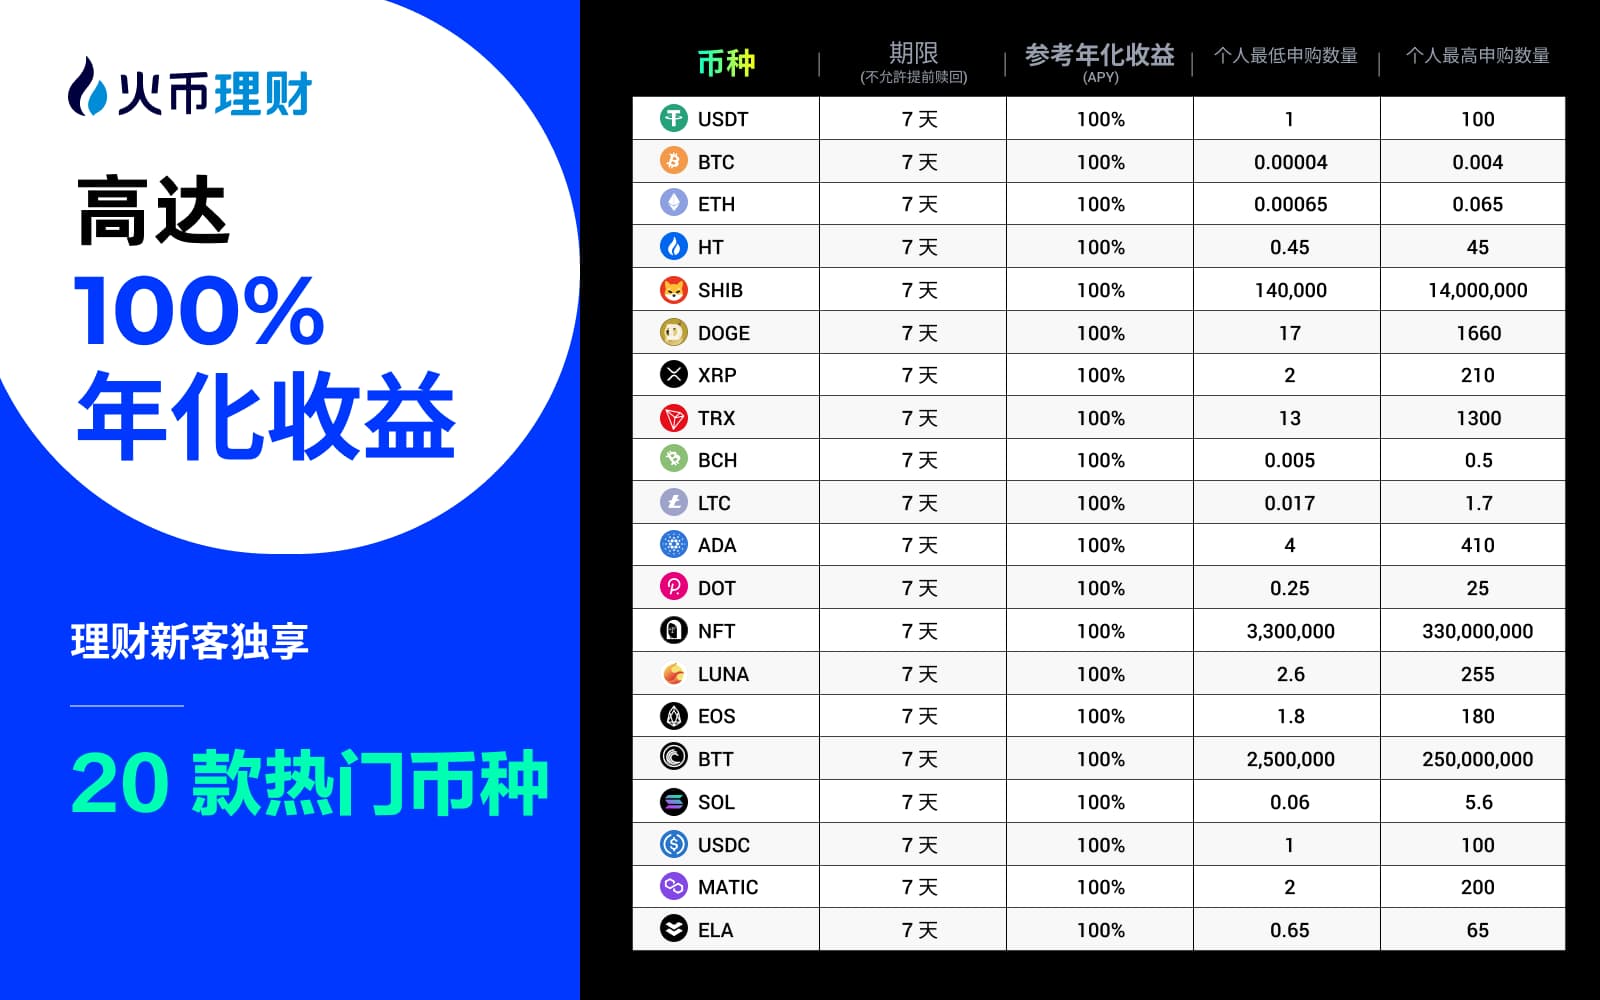 火币理财
高达
100%
年化收益
理财新客独享
20 款热门币种
币种 期限 参考年化收益 个人最低申购数量 个人最高申购数量
(不允許提前赎回) (APY)
USDT 7 天 100% 1 100
BTC 7 天 100% 0.00004 0.004
ETH 7 天 100% 0.00065 0.065
HT 7 天 100% 0.45 45
SHIB 7 天 100% 140,000 14,000,000
DOGE 7 天 100% 17 1660
XRP 7 天 100% 2 210
TRX 7 天 100% 13 1300
BCH 7 天 100% 0.005 0.5
LTC 7 天 100% 0.017 1.7
ADA 7 天 100% 4 410
DOT 7 天 100% 0.25 25
NFT 7 天 100% 3,300,000 330,000,000
LUNA 7 天 100% 2.6 255
EOS 7 天 100% 1.8 180
BTT 7 天 100% 2,500,000 250,000,000
SOL 7 天 100% 0.06 5.6
USDC 7 天 100% 1 100
MATIC 7 天 100% 2 200
ELA 7 天 100% 0.65 65